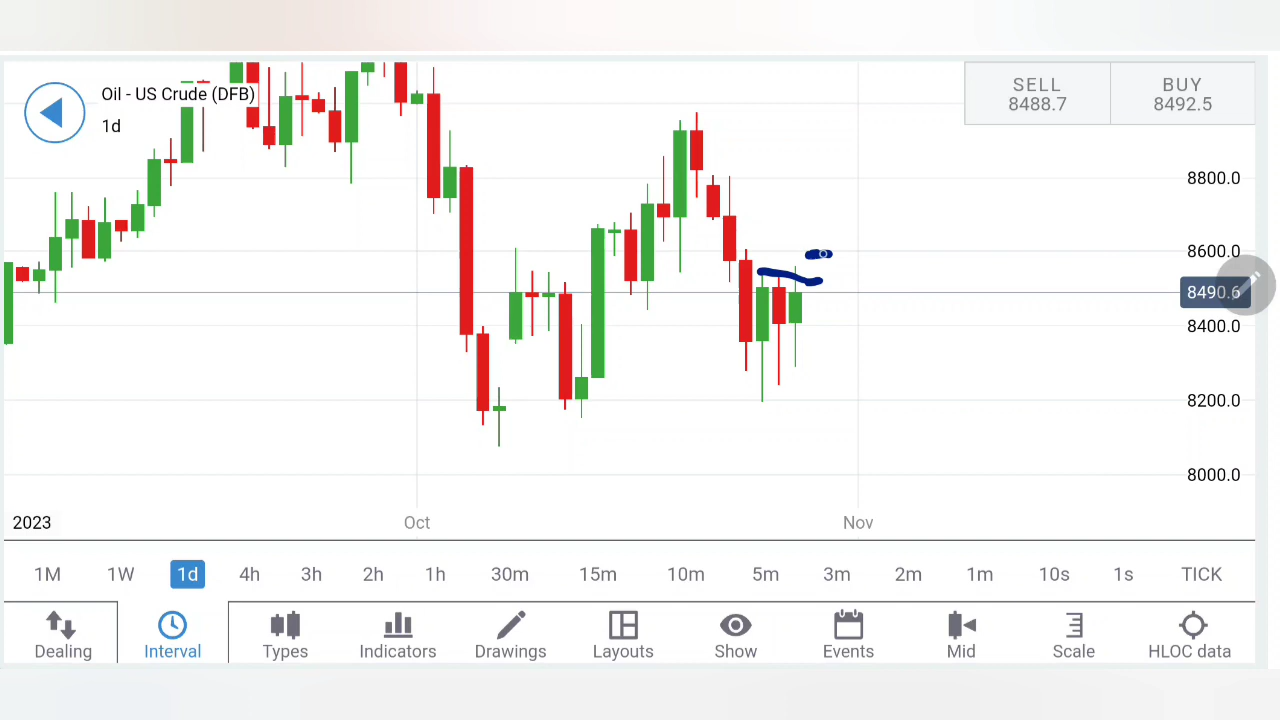 Oil - US Crude (DFB)
1d
SELL BUY
8488.7 8492.5
8800.0
8600.0
8490.6
8400.0
8200.0
8000.0
2023 Oct Nov
1M 1W 1d 4h 3h 2h 1h 30m 15m 10m 5m 3m 2m 1m 10s 1s TICK
Dealing Interval Types Indicators Drawings Layouts Show Events Mid Scale HLOC data